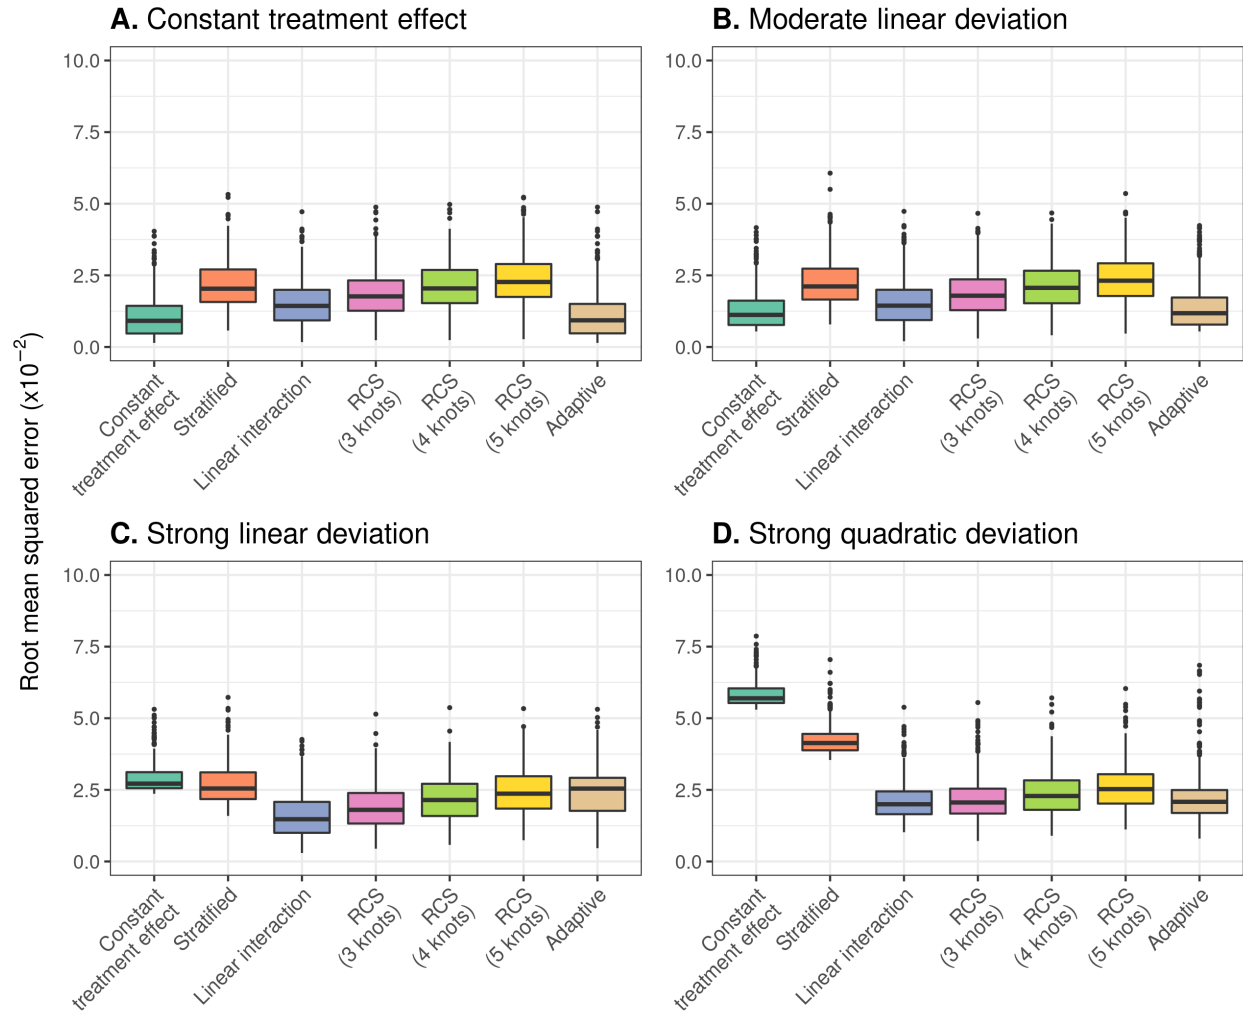 A. Constant treatment effect
10.0
7.5
5.0
2.5
0.0
Constant
treatment effect
Stratified
Linear interaction
RCS
(3 knots)
RCS
(4 knots)
RCS
(5 knots)
Adaptive
B. Moderate linear deviation
10.0
7.5
5.0
2.5
0.0
Constant
treatment effect
Stratified
Linear interaction
RCS
(3 knots)
RCS
(4 knots)
RCS
(5 knots)
Adaptive
Root mean squared error (x10⁻²)
C. Strong linear deviation
10.0
7.5
5.0
2.5
0.0
Constant
treatment effect
Stratified
Linear interaction
RCS
(3 knots)
RCS
(4 knots)
RCS
(5 knots)
Adaptive
D. Strong quadratic deviation
10.0
7.5
5.0
2.5
0.0
Constant
treatment effect
Stratified
Linear interaction
RCS
(3 knots)
RCS
(4 knots)
RCS
(5 knots)
Adaptive